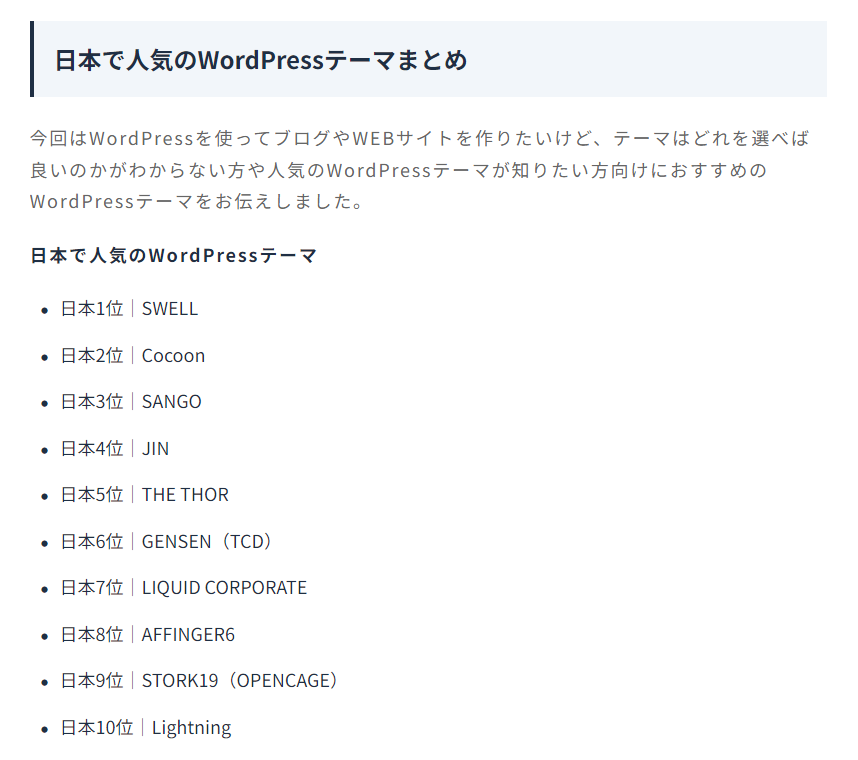 日本で人気のWordPressテーマまとめ
今回はWordPressを使ってブログやWEBサイトを作りたいけど、テーマはどれを選べば
良いのかがわからない方や人気のWordPressテーマが知りたい方向けにおすすめの
WordPressテーマをお伝えしました。
日本で人気のWordPressテーマ
• 日本1位｜SWELL
• 日本2位｜Cocoon
• 日本3位｜SANGO
• 日本4位｜JIN
• 日本5位｜THE THOR
• 日本6位｜GENSEN（TCD）
• 日本7位｜LIQUID CORPORATE
• 日本8位｜AFFINGER6
• 日本9位｜STORK19（OPENCAGE）
• 日本10位｜Lightning